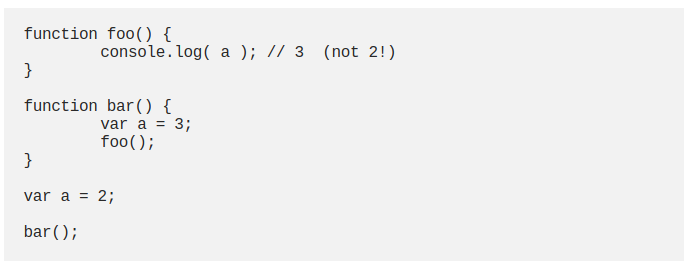 function foo() {
        console.log( a ); // 3  (not 2!)
}
function bar() {
        var a = 3;
        foo();
}
var a = 2;
bar();